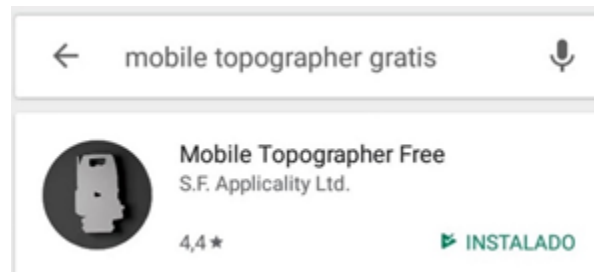 mobile topographer gratis
Mobile Topographer Free
S.F. Applicality Ltd.
4,4★ INSTALADO